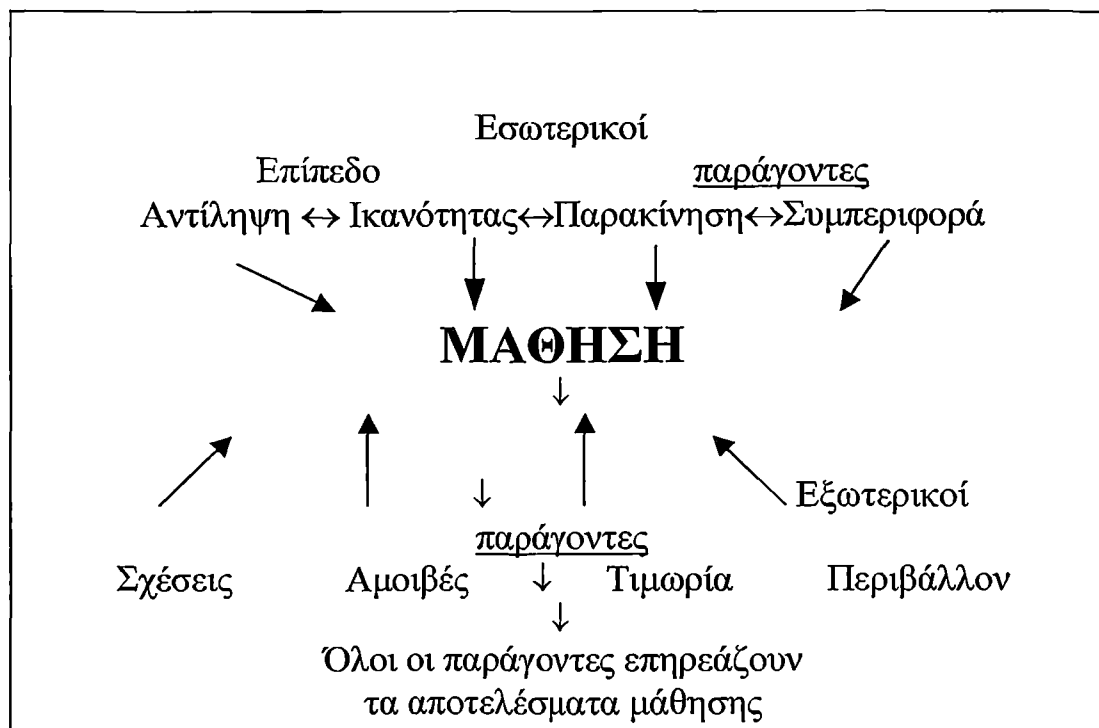 Εσωτερικοί
Επίπεδο παράγοντες
Αντίληψη ↔ Ικανότητας↔Παρακίνηση↔Συμπεριφορά
ΜΑΘΗΣΗ
Εξωτερικοί
παράγοντες
Σχέσεις Αμοιβές Τιμωρία Περιβάλλον
Όλοι οι παράγοντες επηρεάζουν
τα αποτελέσματα μάθησης